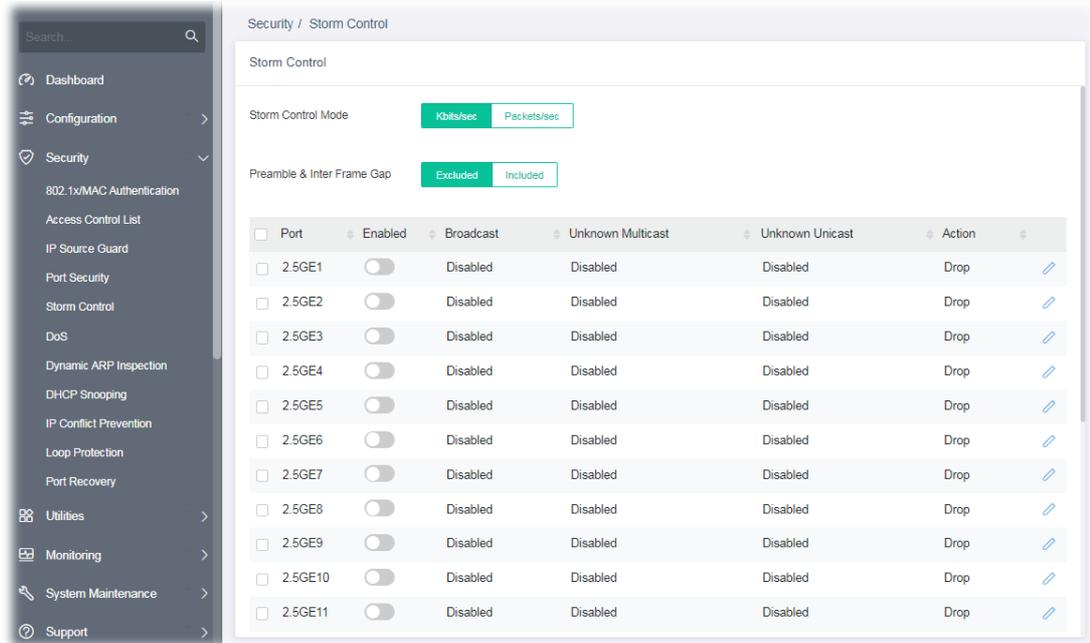 Search...
Dashboard
Configuration
Security
802.1x/MAC Authentication
Access Control List
IP Source Guard
Port Security
Storm Control
DoS
Dynamic ARP Inspection
DHCP Snooping
IP Conflict Prevention
Loop Protection
Port Recovery
Utilities
Monitoring
System Maintenance
Support
Security / Storm Control
Storm Control
Storm Control Mode Kbits/sec Packets/sec
Preamble & Inter Frame Gap Excluded Included
Port Enabled Broadcast Unknown Multicast Unknown Unicast Action
2.5GE1 Disabled Disabled Disabled Drop
2.5GE2 Disabled Disabled Disabled Drop
2.5GE3 Disabled Disabled Disabled Drop
2.5GE4 Disabled Disabled Disabled Drop
2.5GE5 Disabled Disabled Disabled Drop
2.5GE6 Disabled Disabled Disabled Drop
2.5GE7 Disabled Disabled Disabled Drop
2.5GE8 Disabled Disabled Disabled Drop
2.5GE9 Disabled Disabled Disabled Drop
2.5GE10 Disabled Disabled Disabled Drop
2.5GE11 Disabled Disabled Disabled Drop